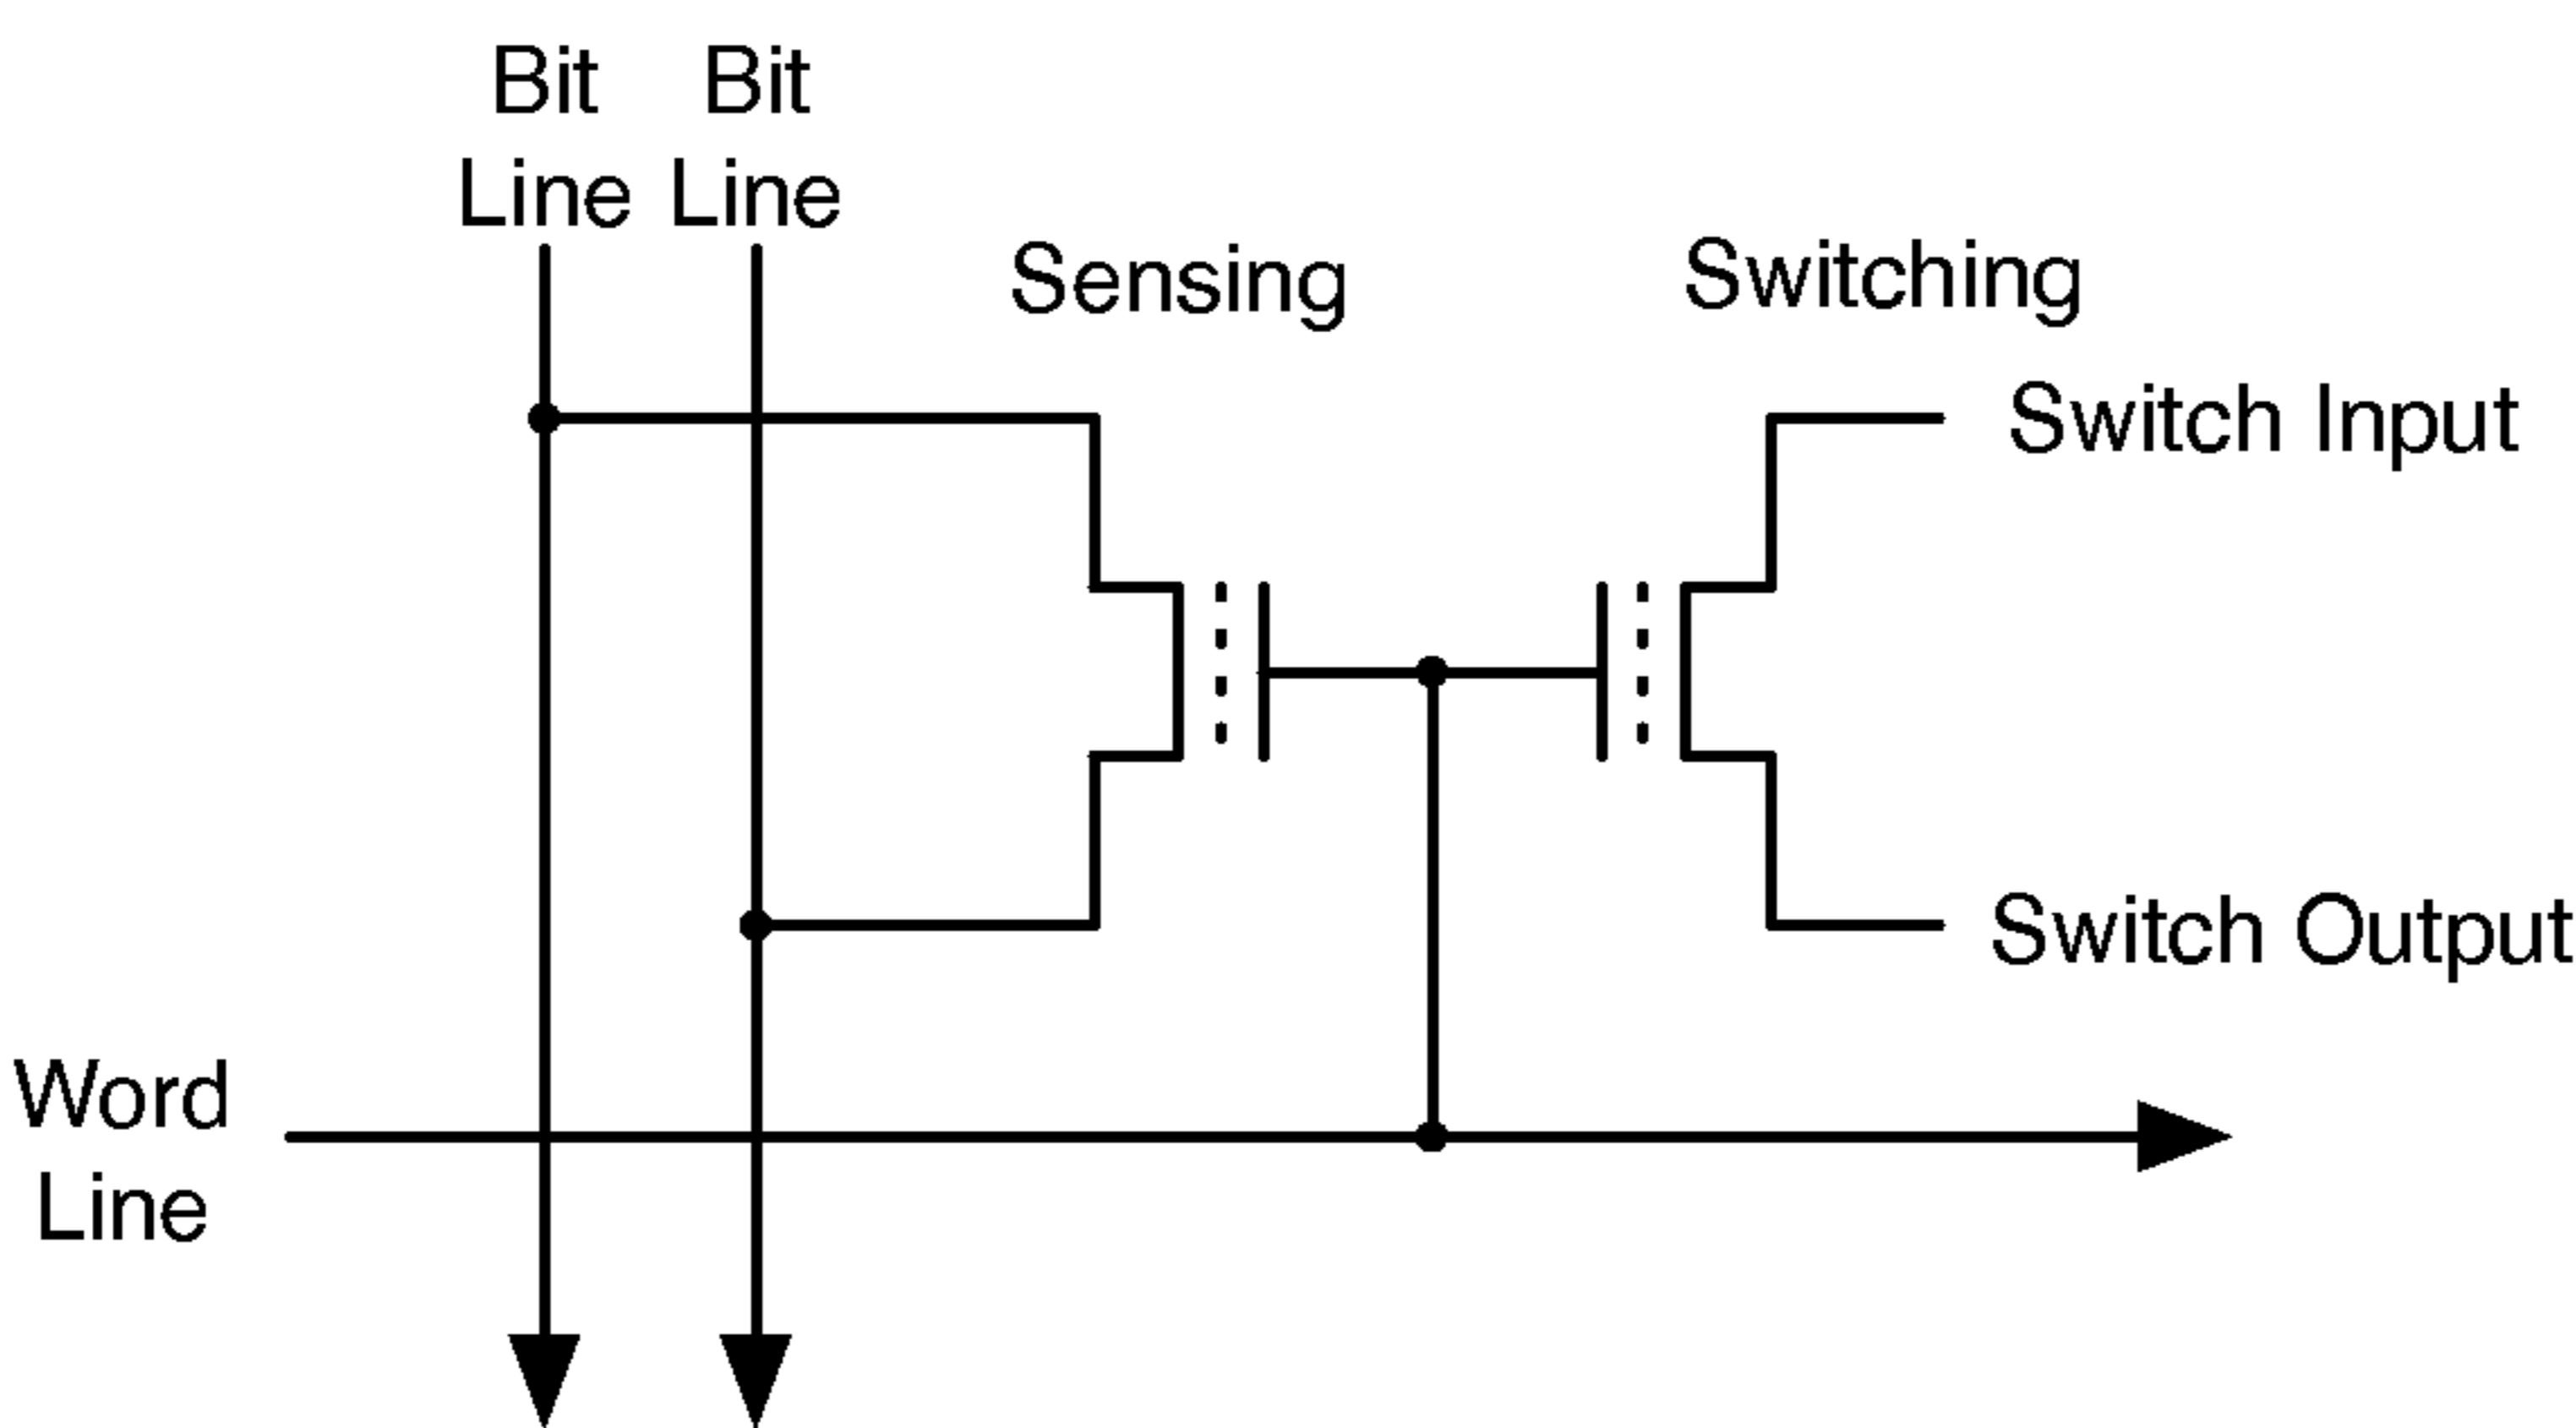 Bit
Line
Bit
Line
Sensing
Switching
Switch Input
Switch Output
Word
Line